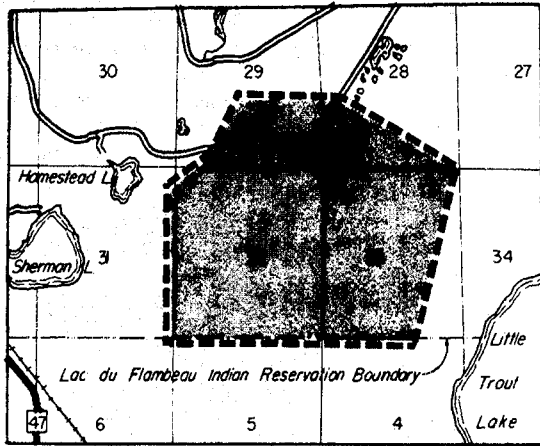 30 29 28 27
Homestead L.
31 34
Sherman L
Little
Lac du Flambeau Indian Reservation Boundary
Trout
Lake
47 6 5 4